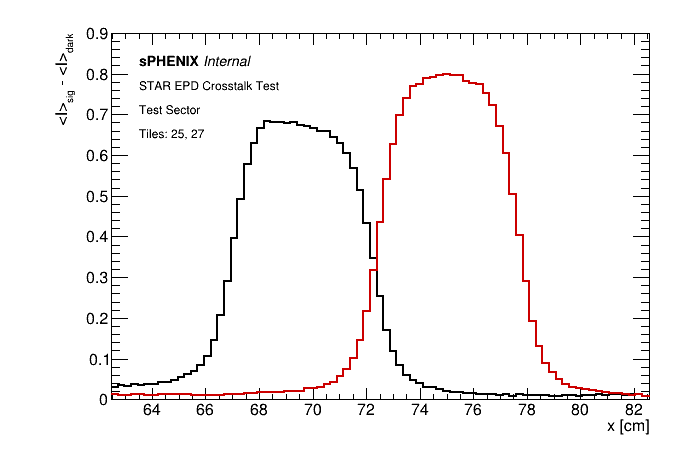 <I>sig - <I>dark
0.9
0.8
0.7
0.6
0.5
0.4
0.3
0.2
0.1
0
sPHENIX Internal
STAR EPD Crosstalk Test
Test Sector
Tiles: 25, 27
64 66 68 70 72 74 76 78 80 82
x [cm]